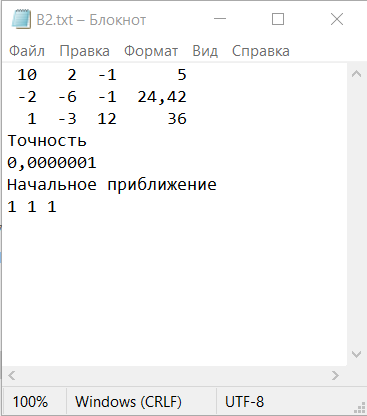 B2.txt – Блокнот
Файл Правка Формат Вид Справка
10 2 -1 5
-2 -6 -1 24,42
1 -3 12 36
Точность
0,0000001
Начальное приближение
1 1 1
100% Windows (CRLF) UTF-8